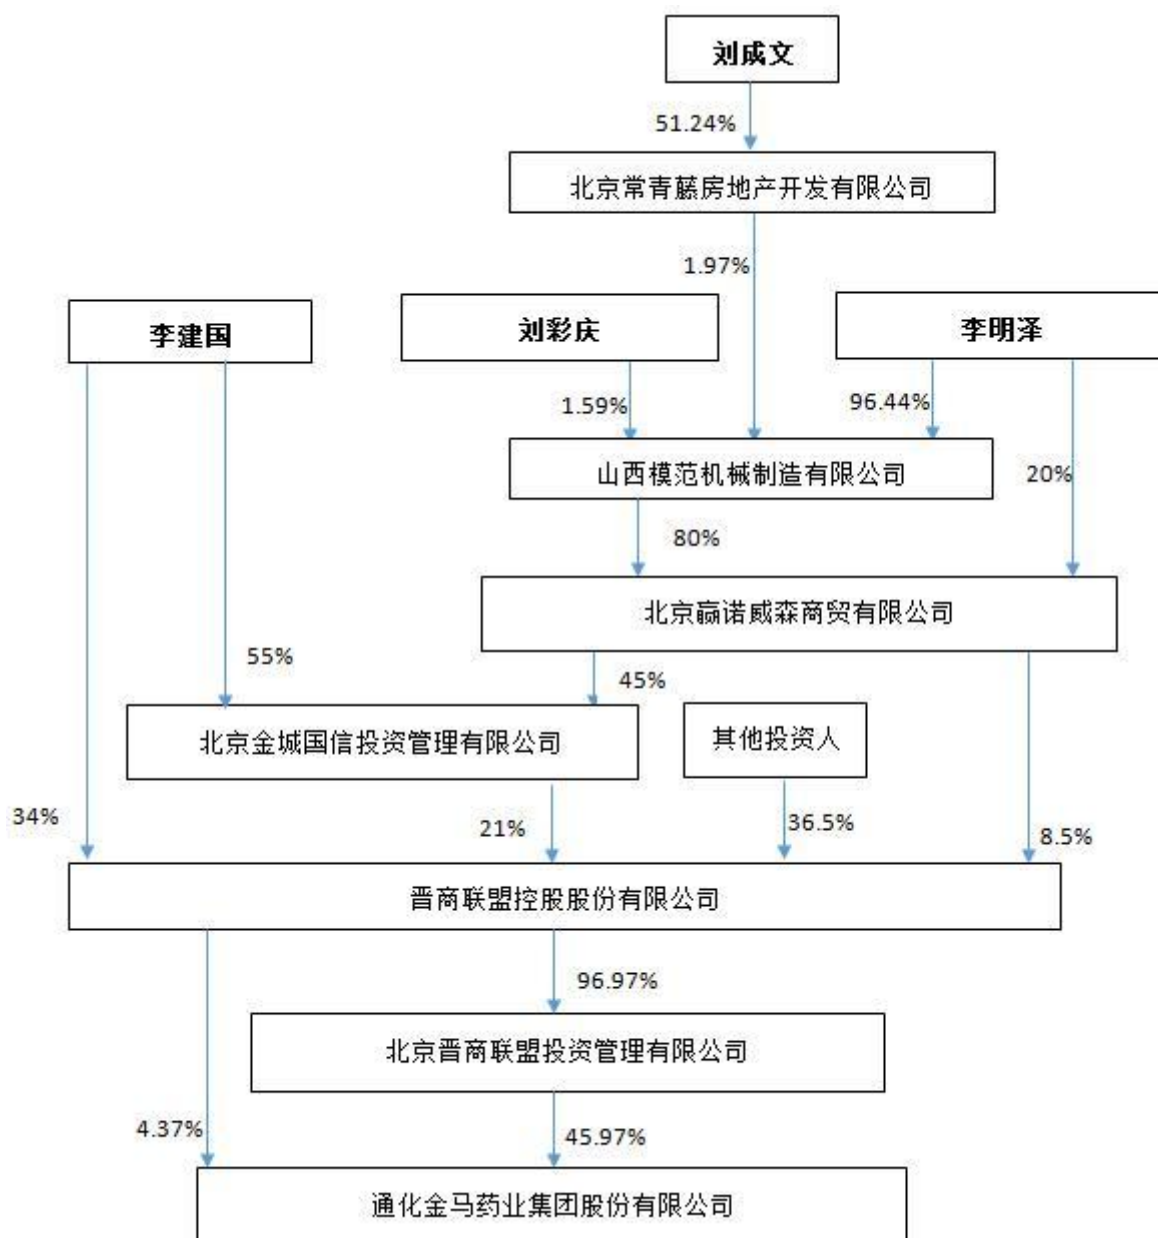 刘成文
51.24%
北京常青藤房地产开发有限公司
1.97%
李建国
刘彩庆
李明泽
1.59%
96.44%
山西模范机械制造有限公司
20%
80%
北京赢诺威森商贸有限公司
55%
45%
北京金城国信投资管理有限公司
其他投资人
34%
21%
36.5%
8.5%
晋商联盟控股股份有限公司
96.97%
北京晋商联盟投资管理有限公司
4.37%
45.97%
通化金马药业集团股份有限公司